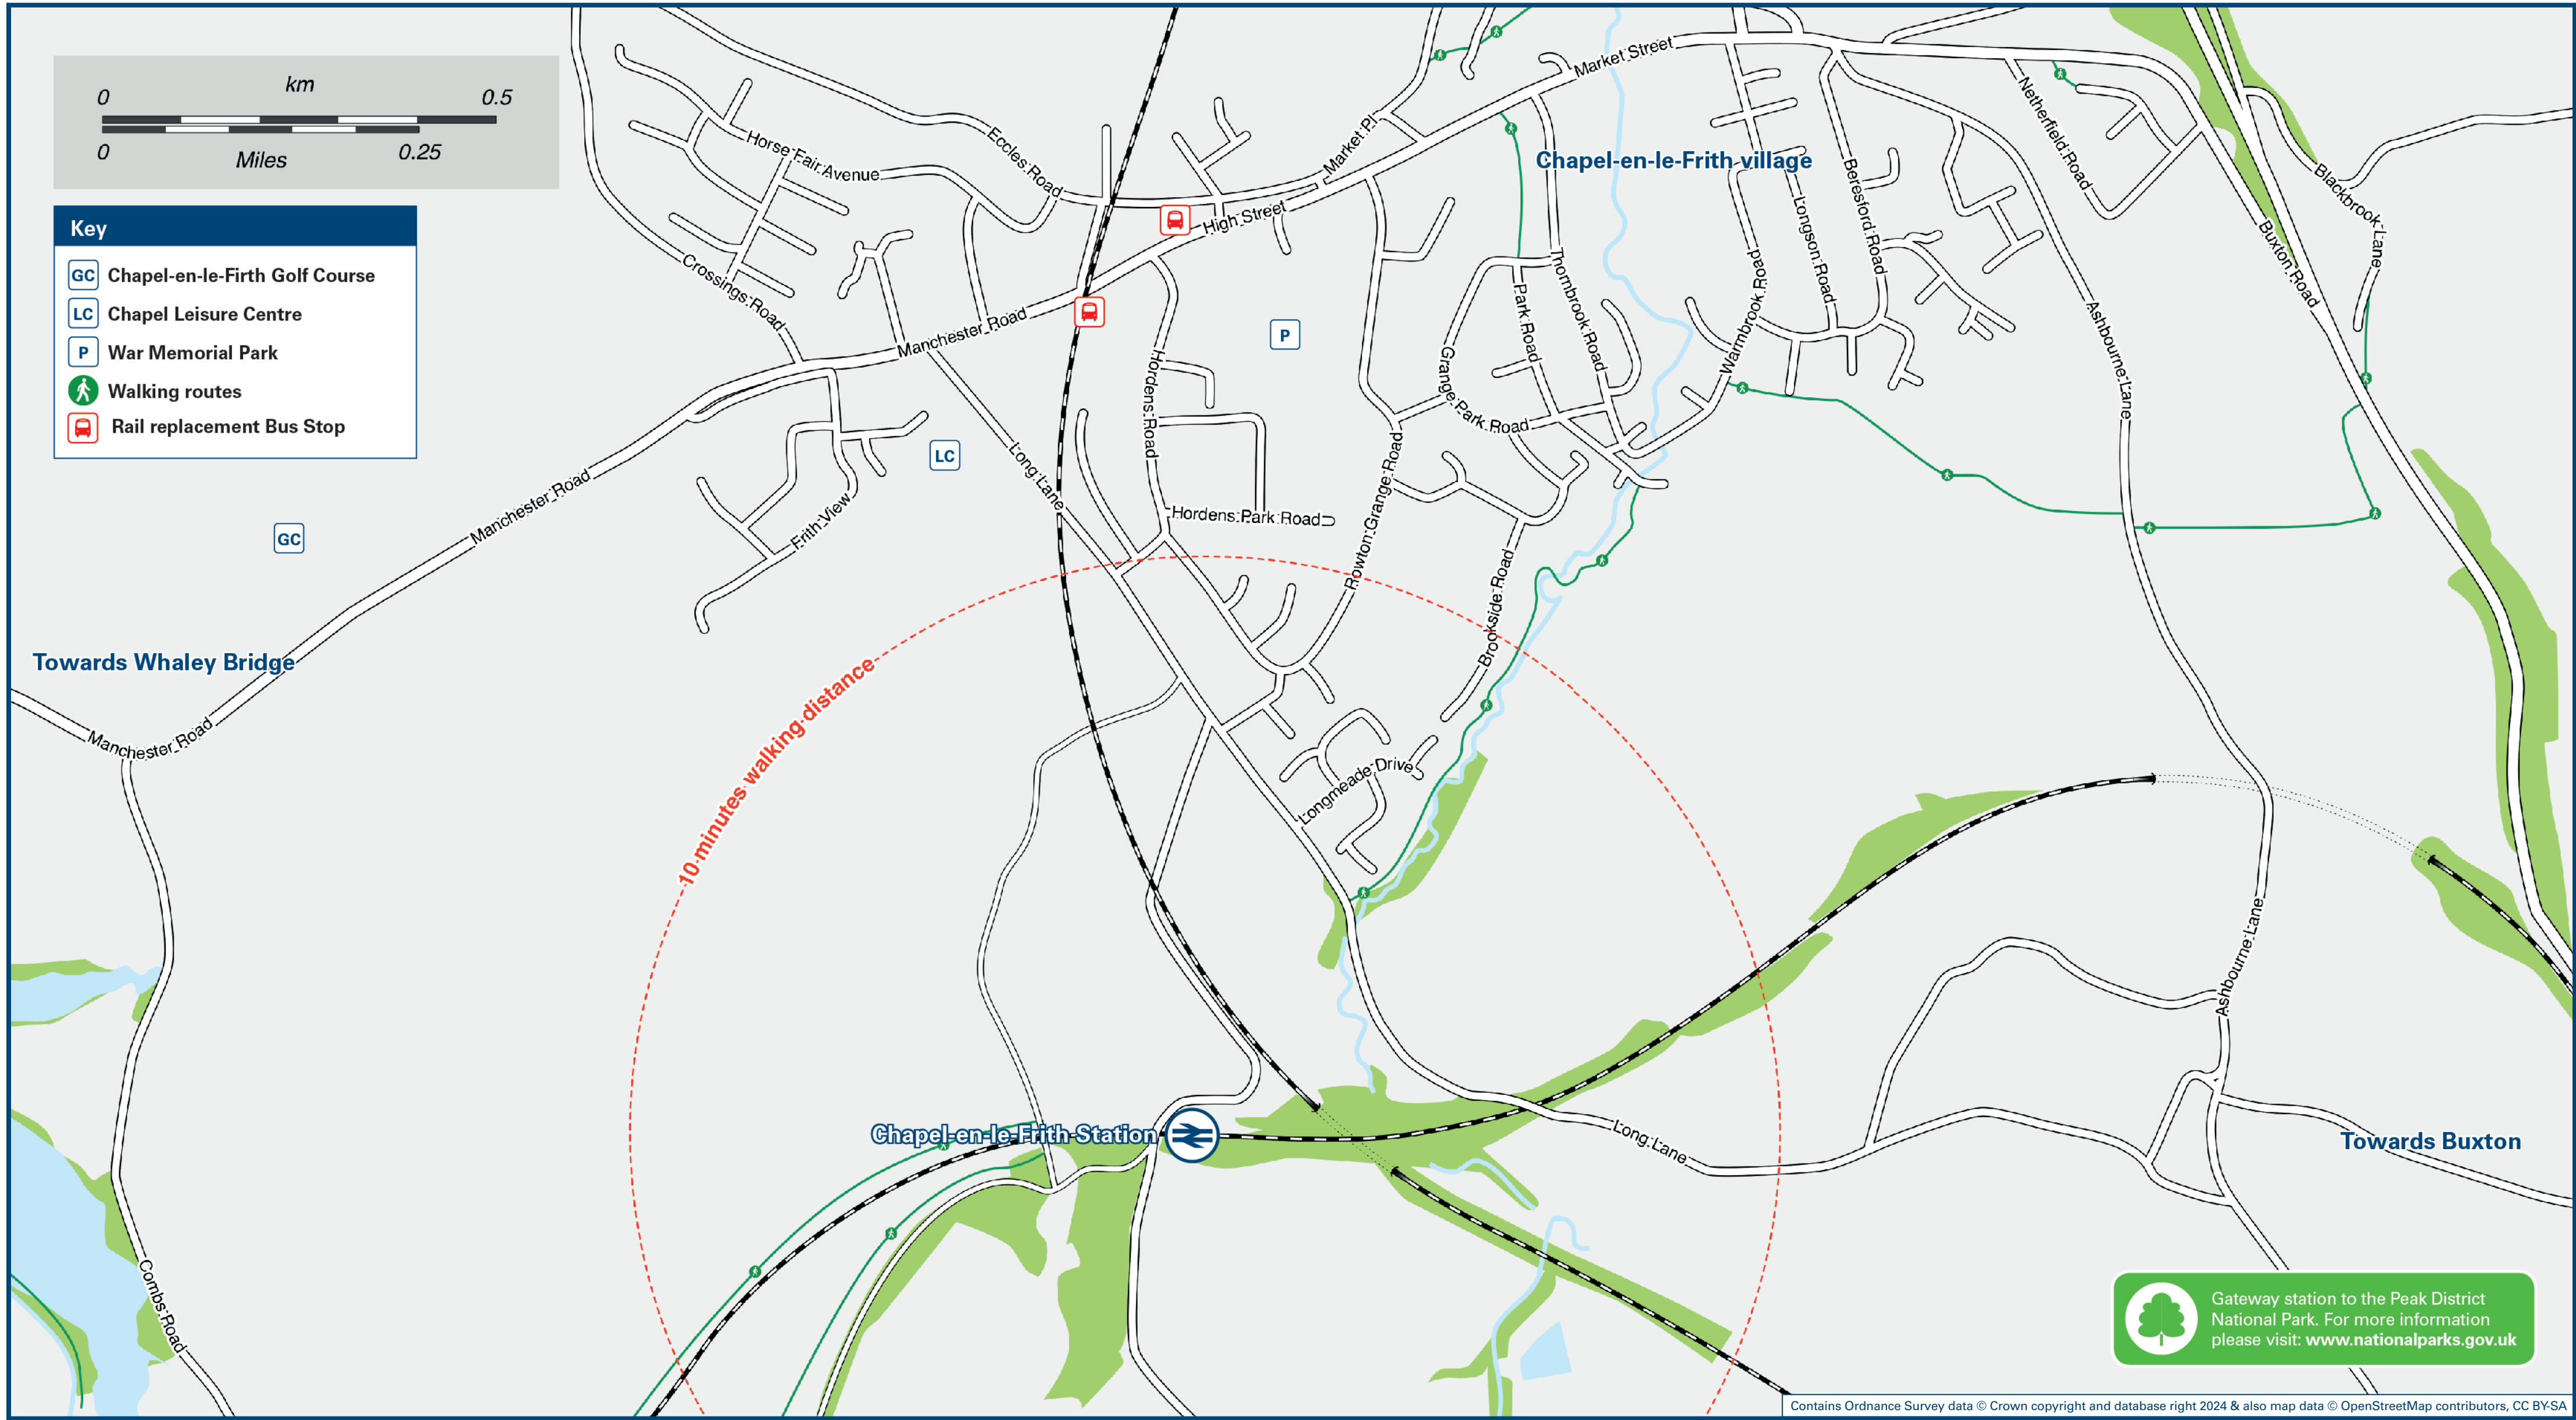 km
0
0.5
0
Miles
0.25
Key
GC
Chapel-en-le-Firth Golf Course
LC
Chapel Leisure Centre
P
War Memorial Park
Walking routes
Rail replacement Bus Stop
Market Street
Horse Fair Avenue
Eccles Road
Market Pl
Chapel-en-le-Frith village
Netherfield Road
Beresford Road
Longson Road
Blackbrook Lane
Buxton Road
High Street
Crossings Road
Manchester Road
Thornbrook Road
Park Road
Warmbrook Road
Ashbourne Lane
P
Hordens Road
Grange Park Road
LC
Long Lane
Manchester Road
Frith View
Hordens Park Road
Rowton Grange Road
GC
Brookside Road
Towards Whaley Bridge
Manchester Road
10 minutes walking distance
Longmeade Drive
Ashbourne Lane
Chapel-en-le-Frith Station
Long Lane
Towards Buxton
Combs Road
Gateway station to the Peak District
National Park. For more information
please visit: www.nationalparks.gov.uk
Contains Ordnance Survey data © Crown copyright and database right 2024 & also map data © OpenStreetMap contributors, CC BY-SA